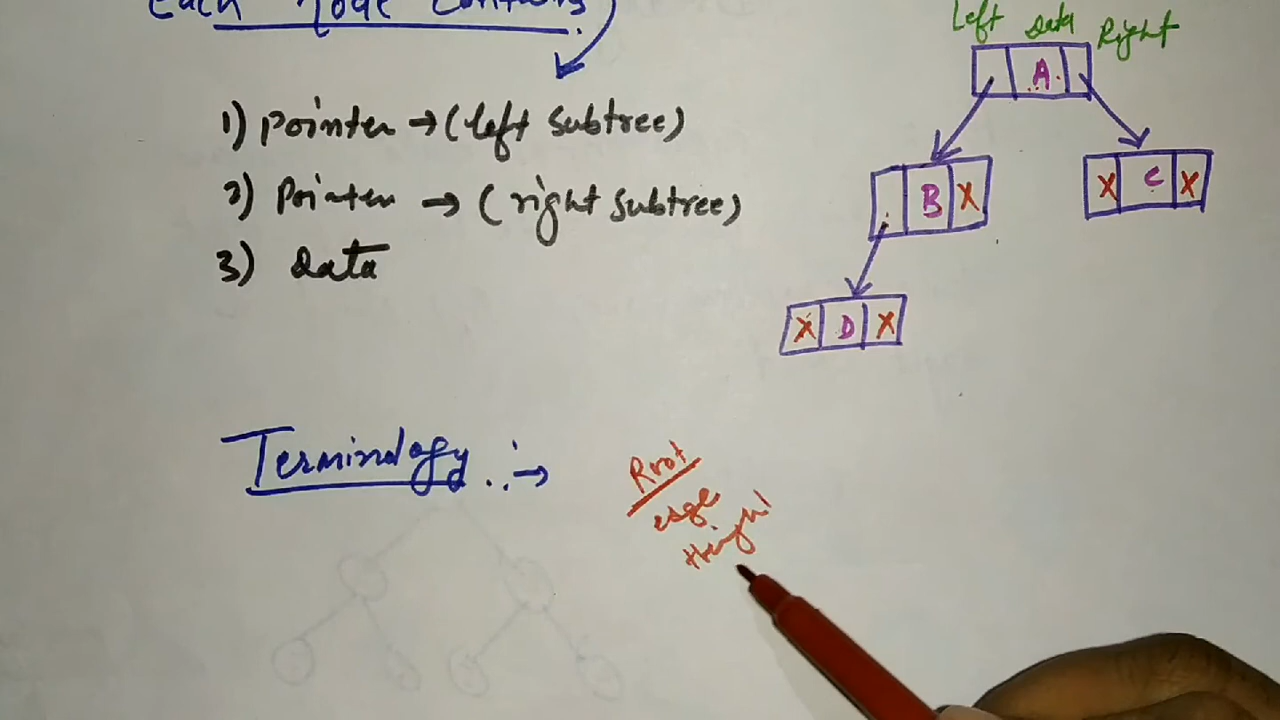 Each Node Contains
1) Pointer → (left subtree)
2) Pointer → (right subtree)
3) Data
Left Data Right
A
B X
X C X
X D X
Terminology :→
Root
edge
Height